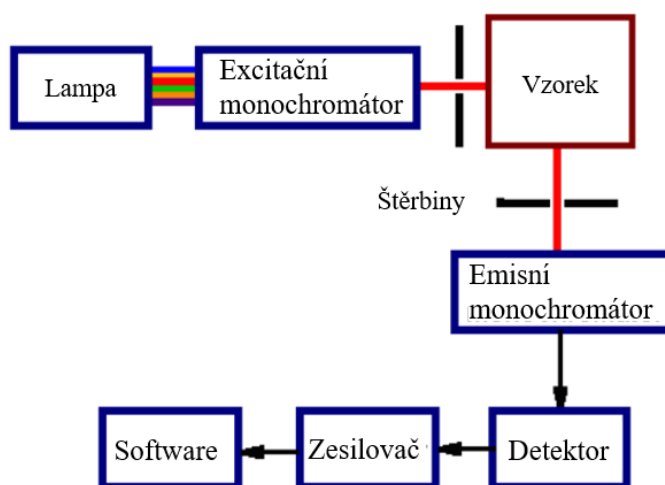 Lampa
Excitační
monochromátor
Vzorek
Štěrbiny
Emisní
monochromátor
Software
Zesilovač
Detektor